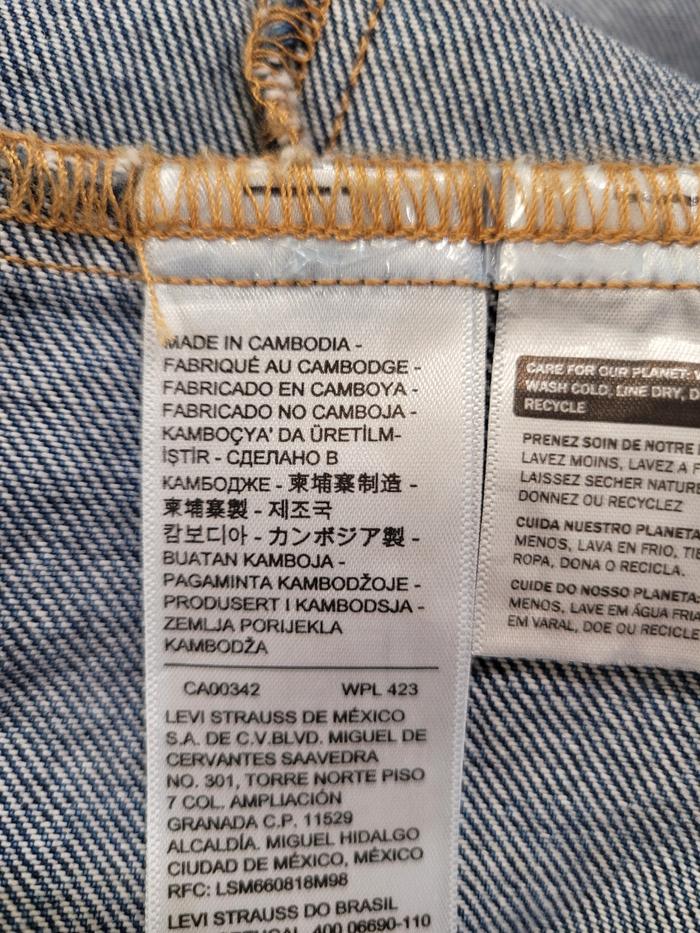 MADE IN CAMBODIA -
FABRIQUÉ AU CAMBODGE -
FABRICADO EN CAMBOYA -
FABRICADO NO CAMBOJA -
KAMBOÇYA' DA ÜRETİLM-
İŞTİR - СДЕЛАНО В
КАМБОДЖЕ - 柬埔寨制造 -
柬埔寨製 - 제조국
캄보디아 - カンボジア製 -
BUATAN KAMBOJA -
PAGAMINTA KAMBODŽOJE -
PRODUSERT I KAMBODSJA -
ZEMLJA PORIJEKLA
KAMBODŽA
CA00342 WPL 423
LEVI STRAUSS DE MÉXICO
S.A. DE C.V.BLVD. MIGUEL DE
CERVANTES SAAVEDRA
NO. 301, TORRE NORTE PISO
7 COL. AMPLIACIÓN
GRANADA C.P. 11529
ALCALDÍA. MIGUEL HIDALGO
CIUDAD DE MÉXICO, MÉXICO
RFC: LSM660818M98
LEVI STRAUSS DO BRASIL
400 06690-110
CARE FOR OUR PLANET:
WASH COLD, LINE DRY,
RECYCLE
PRENEZ SOIN DE NOTRE
LAVEZ MOINS, LAVEZ A
LAISSEZ SECHER
DONNEZ OU RECYCLEZ
CUIDA NUESTRO PLANETA
MENOS, LAVA EN FRIO,
ROPA, DONA O RECICLA.
CUIDE DO NOSSO PLANETA:
MENOS, LAVE EM ÁGUA FRIA
EM VARAL, DOE OU RECICLE